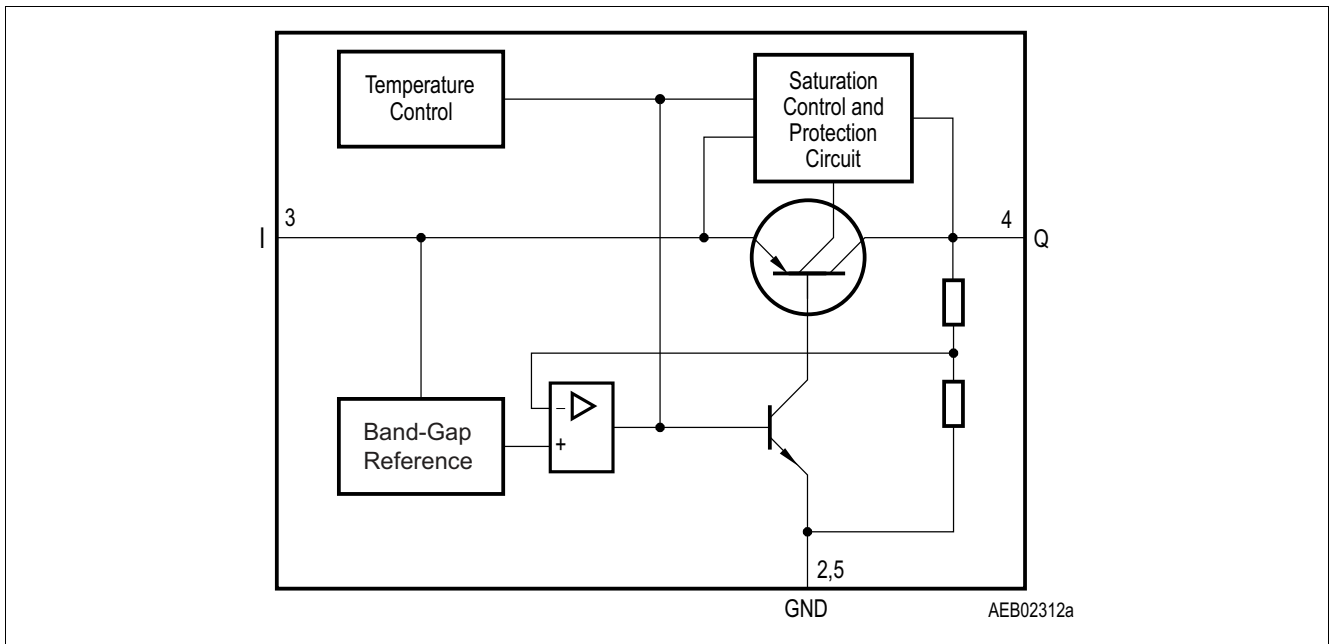 Temperature
Control
Saturation
Control and
Protection
Circuit
3
4
I
Q
Band-Gap
Reference
−
+
2,5
GND
AEB02312a